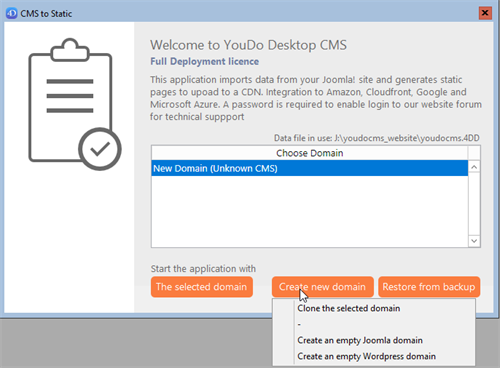 CMS to Static
Welcome to YouDo Desktop CMS
Full Deployment licence
This application imports data from your Joomla! site and generates static
pages to upoad to a CDN. Integration to Amazon, Cloudfront, Google and
Microsoft Azure. A password is required to enable login to our website forum
for technical suppport
Data file in use: J:\youdocms_website\youdocms.4DD
Choose Domain
New Domain (Unknown CMS)
Start the application with
The selected domain
Create new domain
Restore from backup
Clone the selected domain
-
Create an empty Joomla domain
Create an empty Wordpress domain